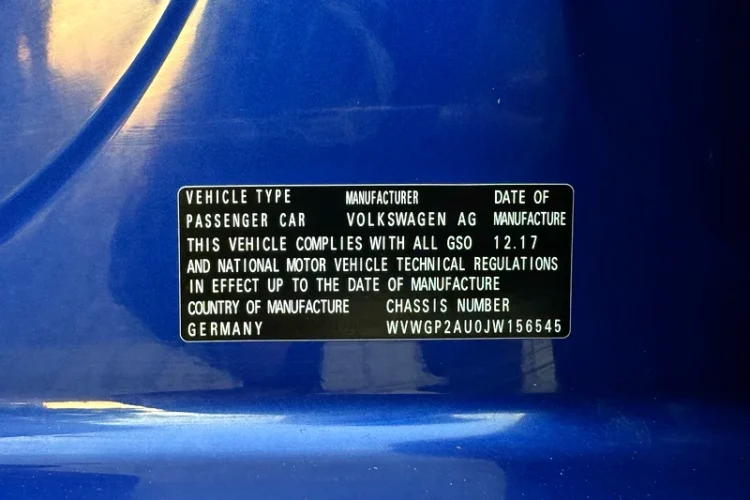 VEHICLE TYPE MANUFACTURER DATE OF
PASSENGER CAR VOLKSWAGEN AG MANUFACTURE
THIS VEHICLE COMPLIES WITH ALL GSO 12.17
AND NATIONAL MOTOR VEHICLE TECHNICAL REGULATIONS
IN EFFECT UP TO THE DATE OF MANUFACTURE
COUNTRY OF MANUFACTURE CHASSIS NUMBER
GERMANY WVWGP2AU0JW156545